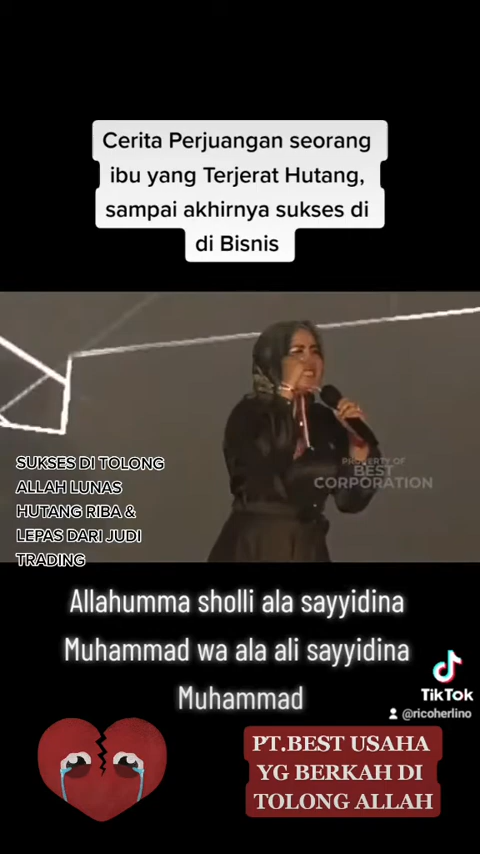 Cerita Perjuangan seorang
ibu yang Terjerat Hutang,
sampai akhirnya sukses di
di Bisnis
PROPERTY OF
BEST
CORPORATION
SUKSES DI TOLONG
ALLAH LUNAS
HUTANG RIBA &
LEPAS DARI JUDI
TRADING
Allahumma sholli ala sayyidina
Muhammad wa ala ali sayyidina
Muhammad
TikTok
@ricoherlino
PT.BEST USAHA
YG BERKAH DI
TOLONG ALLAH